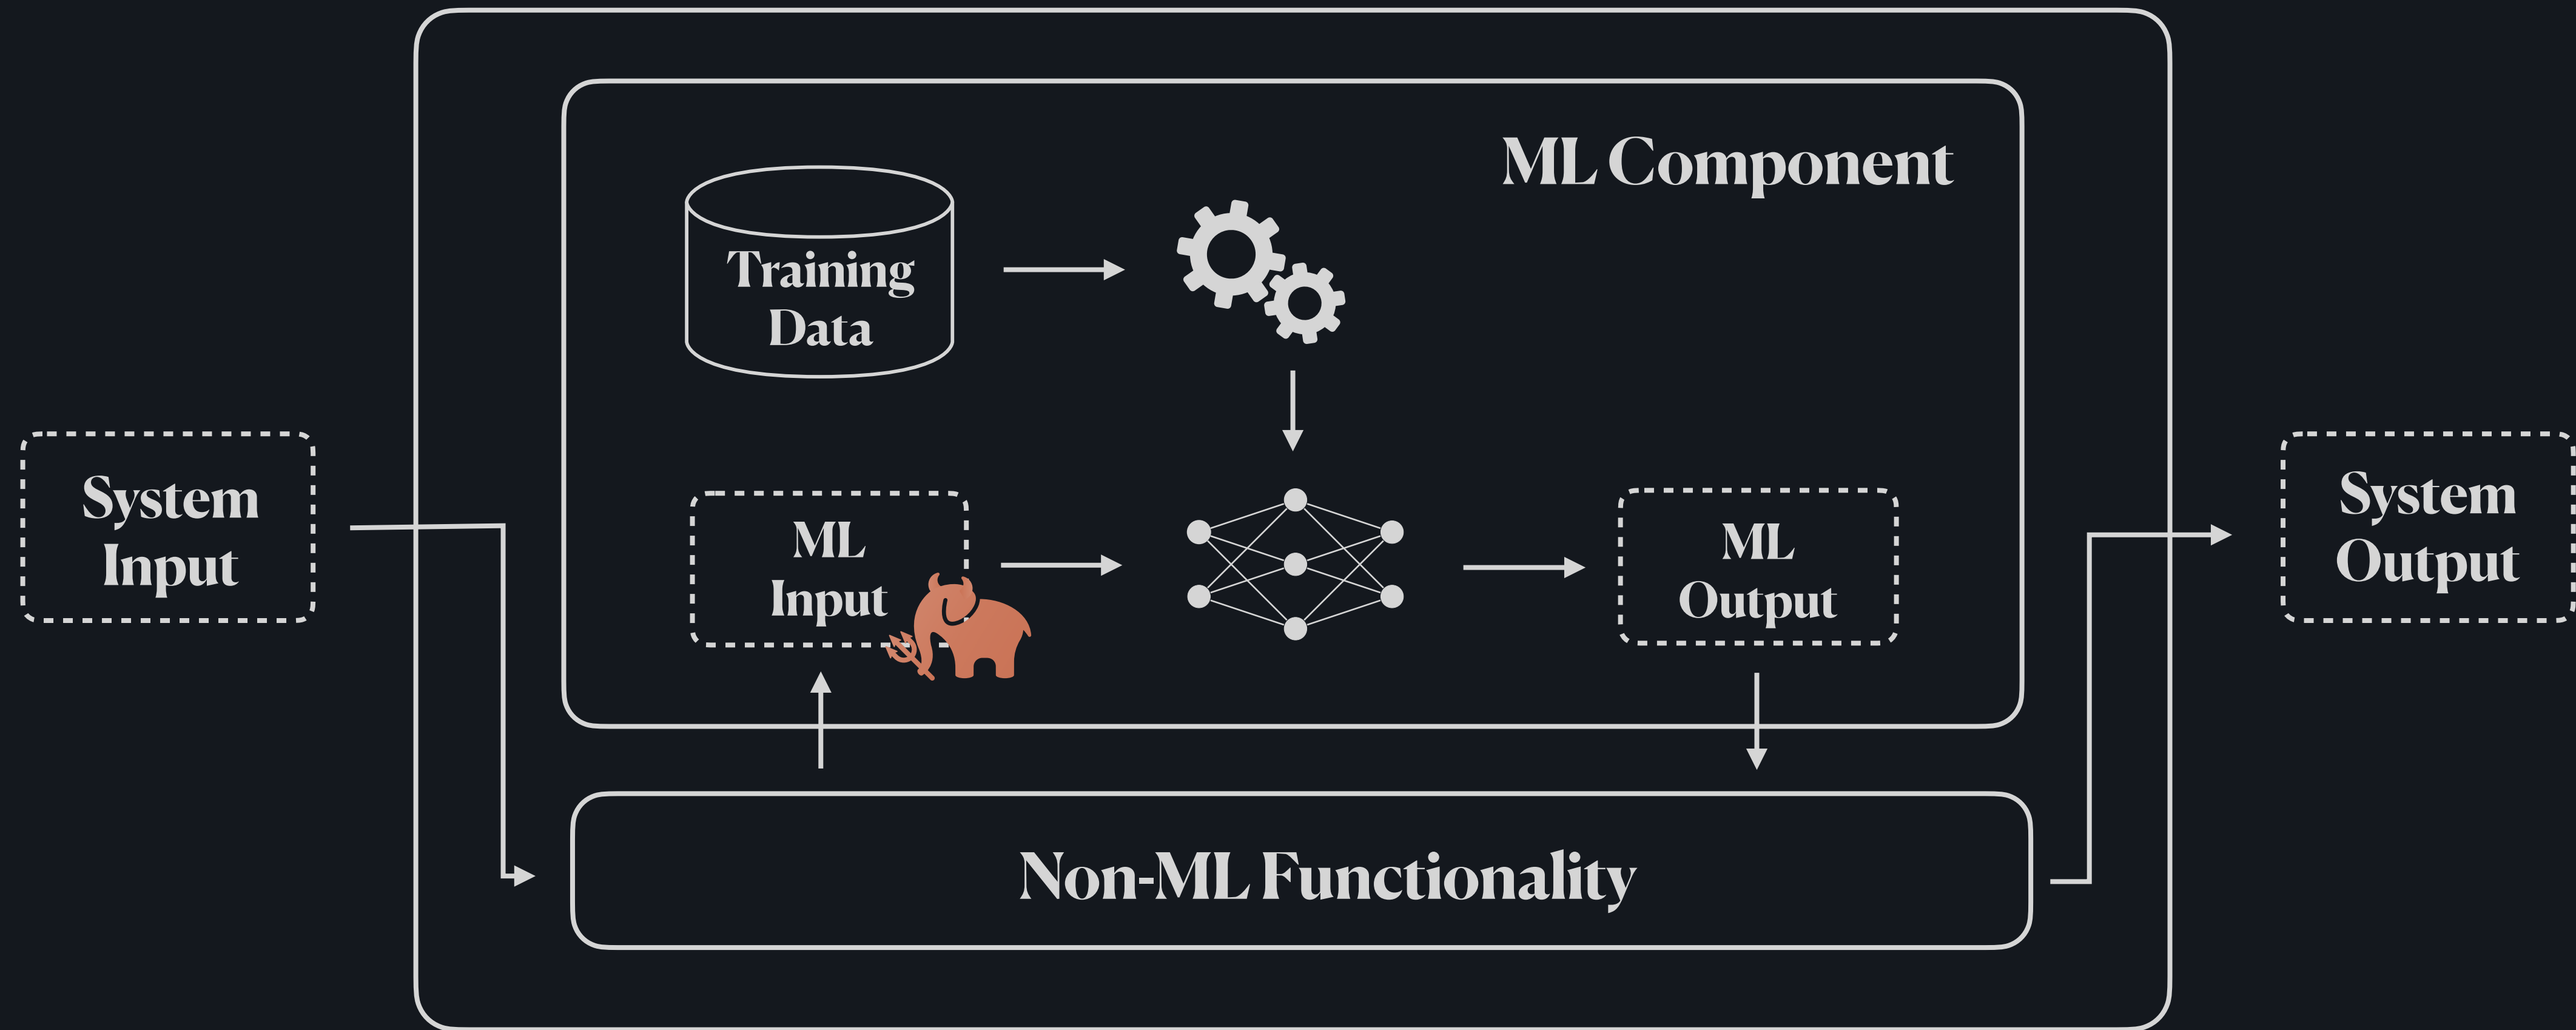 ML Component
Training
Data
System
Input
ML
Input
ML
Output
System
Output
Non-ML Functionality